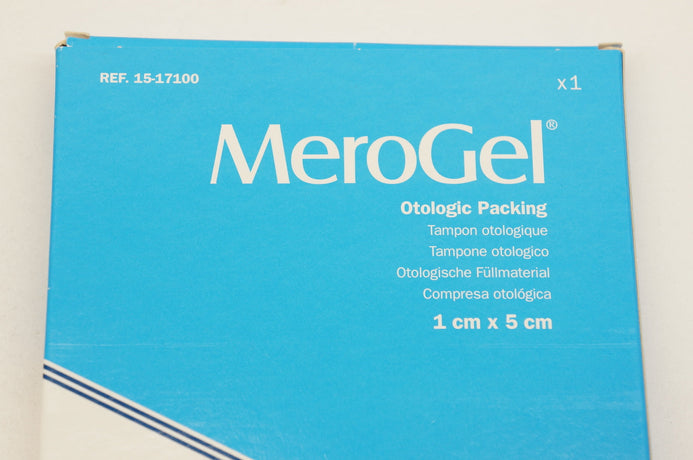 REF. 15-17100
x1
MeroGel®
Otologic Packing
Tampon otologique
Tampone otologico
Otologische Füllmaterial
Compresa otológica
1 cm x 5 cm